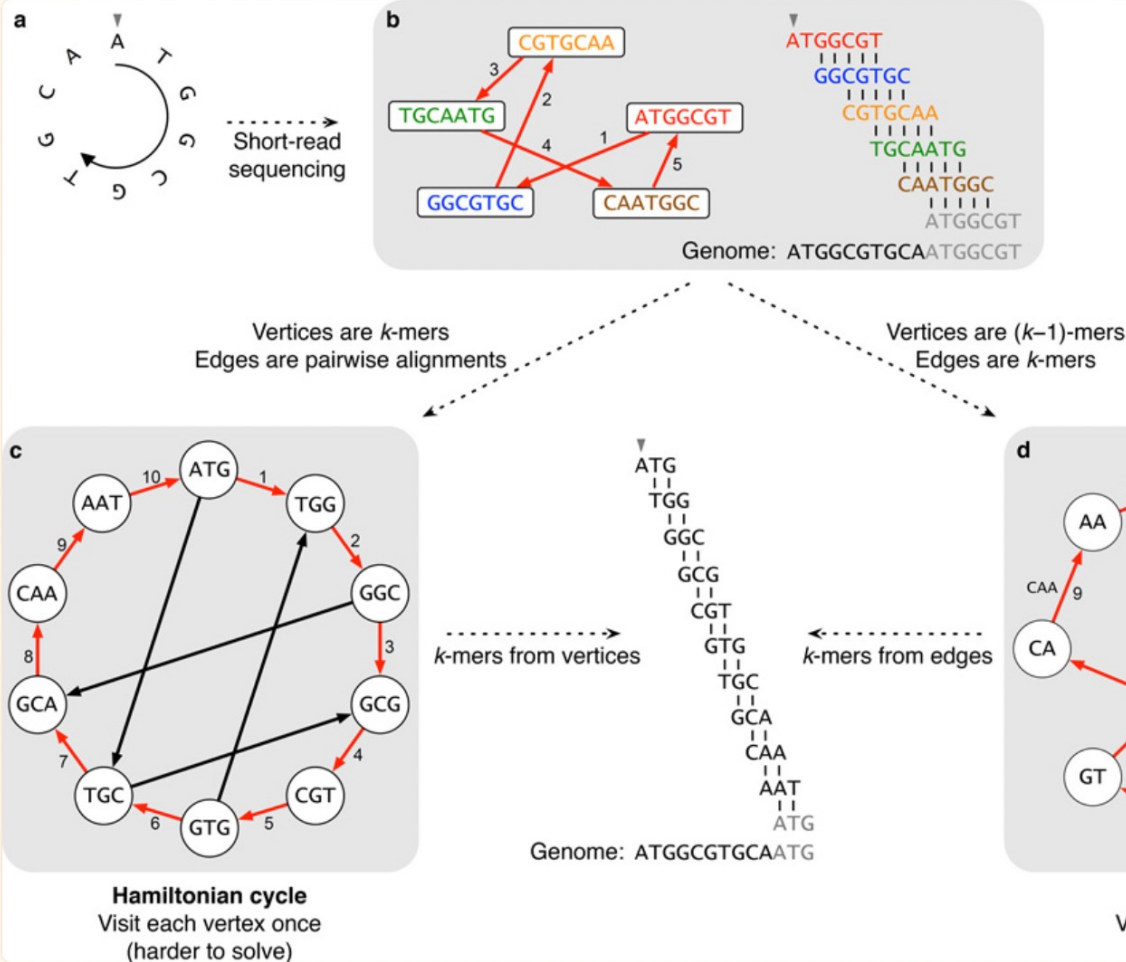 a
A
T
G
G
C
G
T
G
C
A
A
Short-read
sequencing
b
CGTGCAA
TGCAATG
ATGGCGT
GGCGTGC
CAATGGC
3
2
1
4
5
ATGGCGT
GGCGTGC
CGTGCAA
TGCAATG
CAATGGC
ATGGCGT
Genome: ATGGCGTGCAATGGCGT
Vertices are k-mers
Edges are pairwise alignments
Vertices are (k–1)-mers
Edges are k-mers
c
ATG
TGG
GGC
GCG
CGT
GTG
TGC
GCA
CAA
AAT
1
2
3
4
5
6
7
8
9
10
Hamiltonian cycle
Visit each vertex once
(harder to solve)
k-mers from vertices
ATG
TGG
GGC
GCG
CGT
GTG
TGC
GCA
CAA
AAT
ATG
Genome: ATGGCGTGCAATG
k-mers from edges
d
AA
CAA 9
CA
GT
V